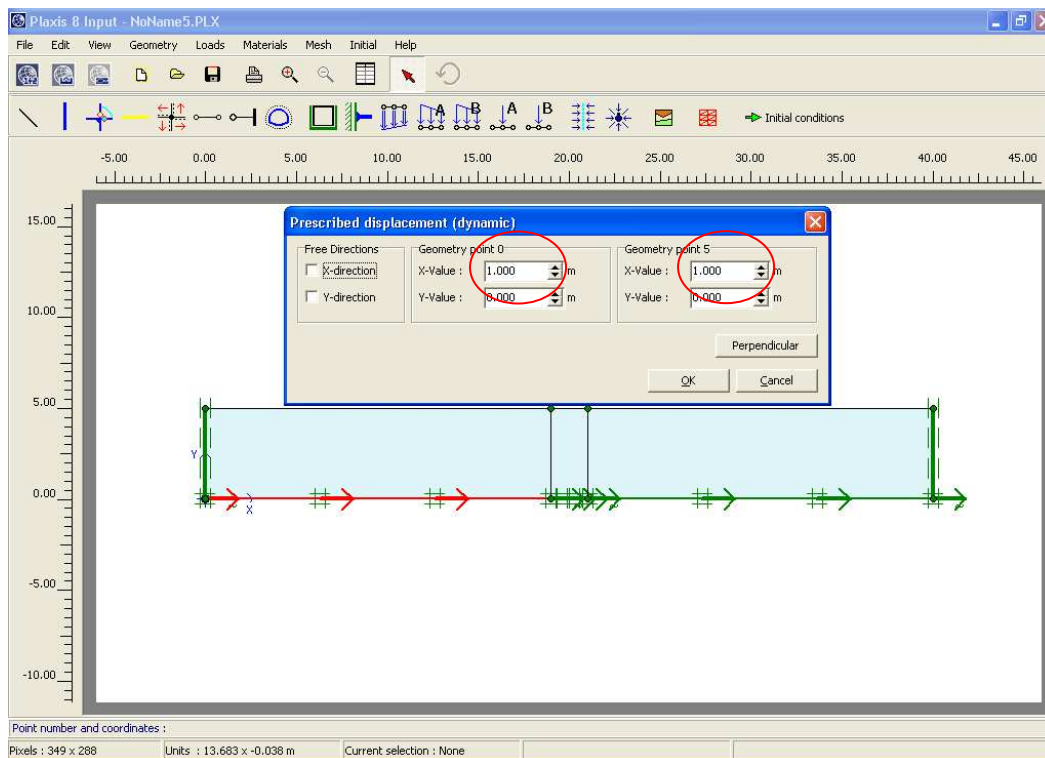 Plaxis 8 Input - NoName5.PLX
File Edit View Geometry Loads Materials Mesh Initial Help
A B A B Initial conditions
-5.00 0.00 5.00 10.00 15.00 20.00 25.00 30.00 35.00 40.00 45.00
15.00
10.00
5.00
0.00
-5.00
-10.00
Prescribed displacement (dynamic)
Free Directions Geometry point 0 Geometry point 5
X-direction X-Value : 1.000 m X-Value : 1.000 m
Y-direction Y-Value : 0.000 m Y-Value : 0.000 m
Perpendicular
OK Cancel
Y
X
Point number and coordinates :
Pixels : 349 x 288 Units : 13.683 x -0.038 m Current selection : None